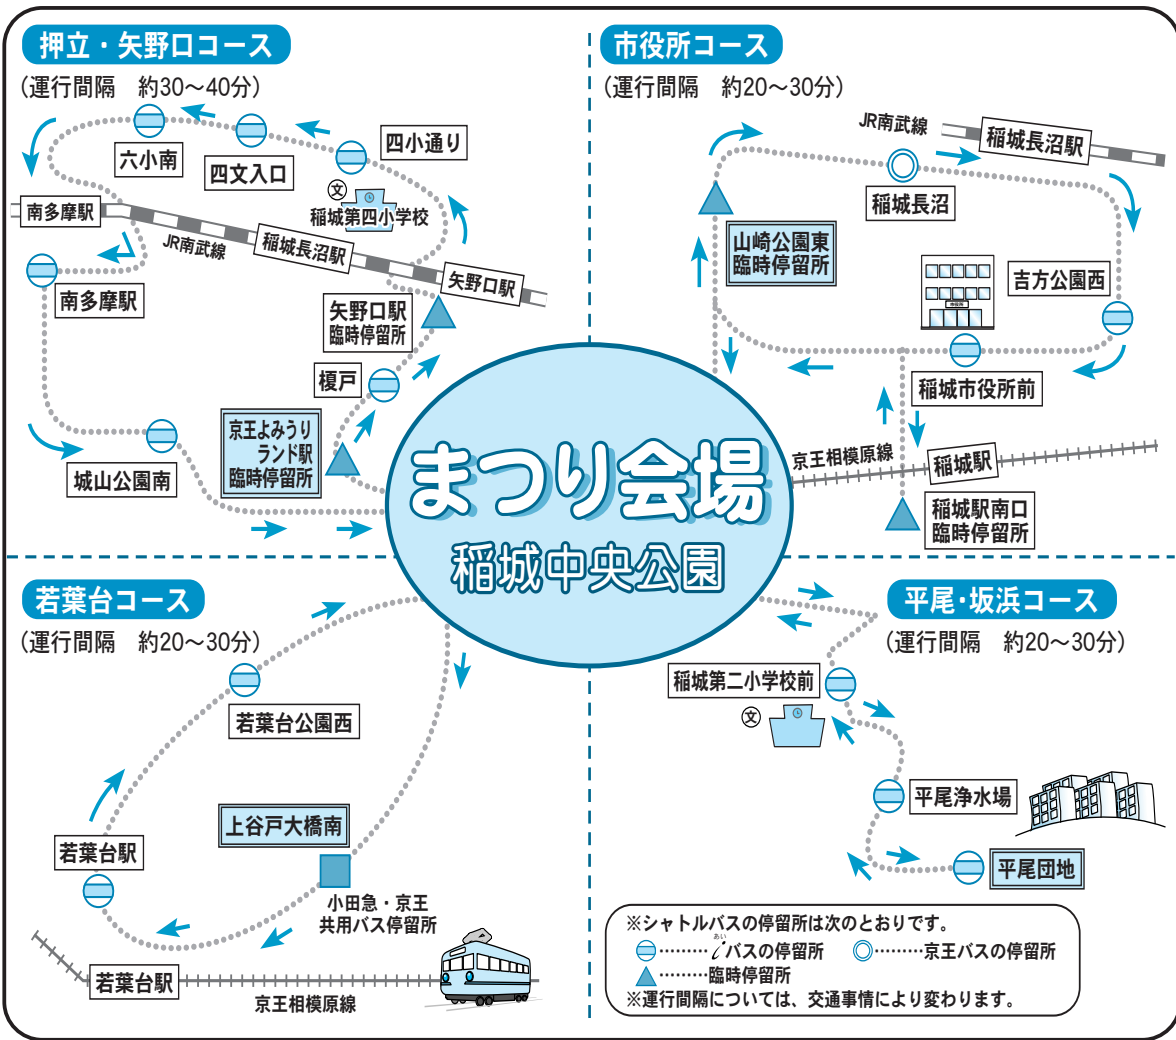 押立・矢野口コース
(運行間隔　約30〜40分)
六小南
四文入口
四小通り
文
稲城第四小学校
南多摩駅
JR南武線
稲城長沼駅
矢野口駅
南多摩駅
矢野口駅
臨時停留所
榎戸
京王よみうり
ランド駅
臨時停留所
城山公園南
市役所コース
(運行間隔　約20〜30分)
JR南武線
稲城長沼駅
稲城長沼
山崎公園東
臨時停留所
市役所
吉方公園西
稲城市役所前
京王相模原線
稲城駅
稲城駅南口
臨時停留所
まつり会場
稲城中央公園
若葉台コース
(運行間隔　約20〜30分)
若葉台公園西
上谷戸大橋南
若葉台駅
小田急・京王
共用バス停留所
若葉台駅
京王相模原線
平尾・坂浜コース
(運行間隔　約20〜30分)
稲城第二小学校前
文
平尾浄水場
平尾団地
※シャトルバスの停留所は次のとおりです。
あい
………iバスの停留所　………京王バスの停留所
………臨時停留所
※運行間隔については、交通事情により変わります。